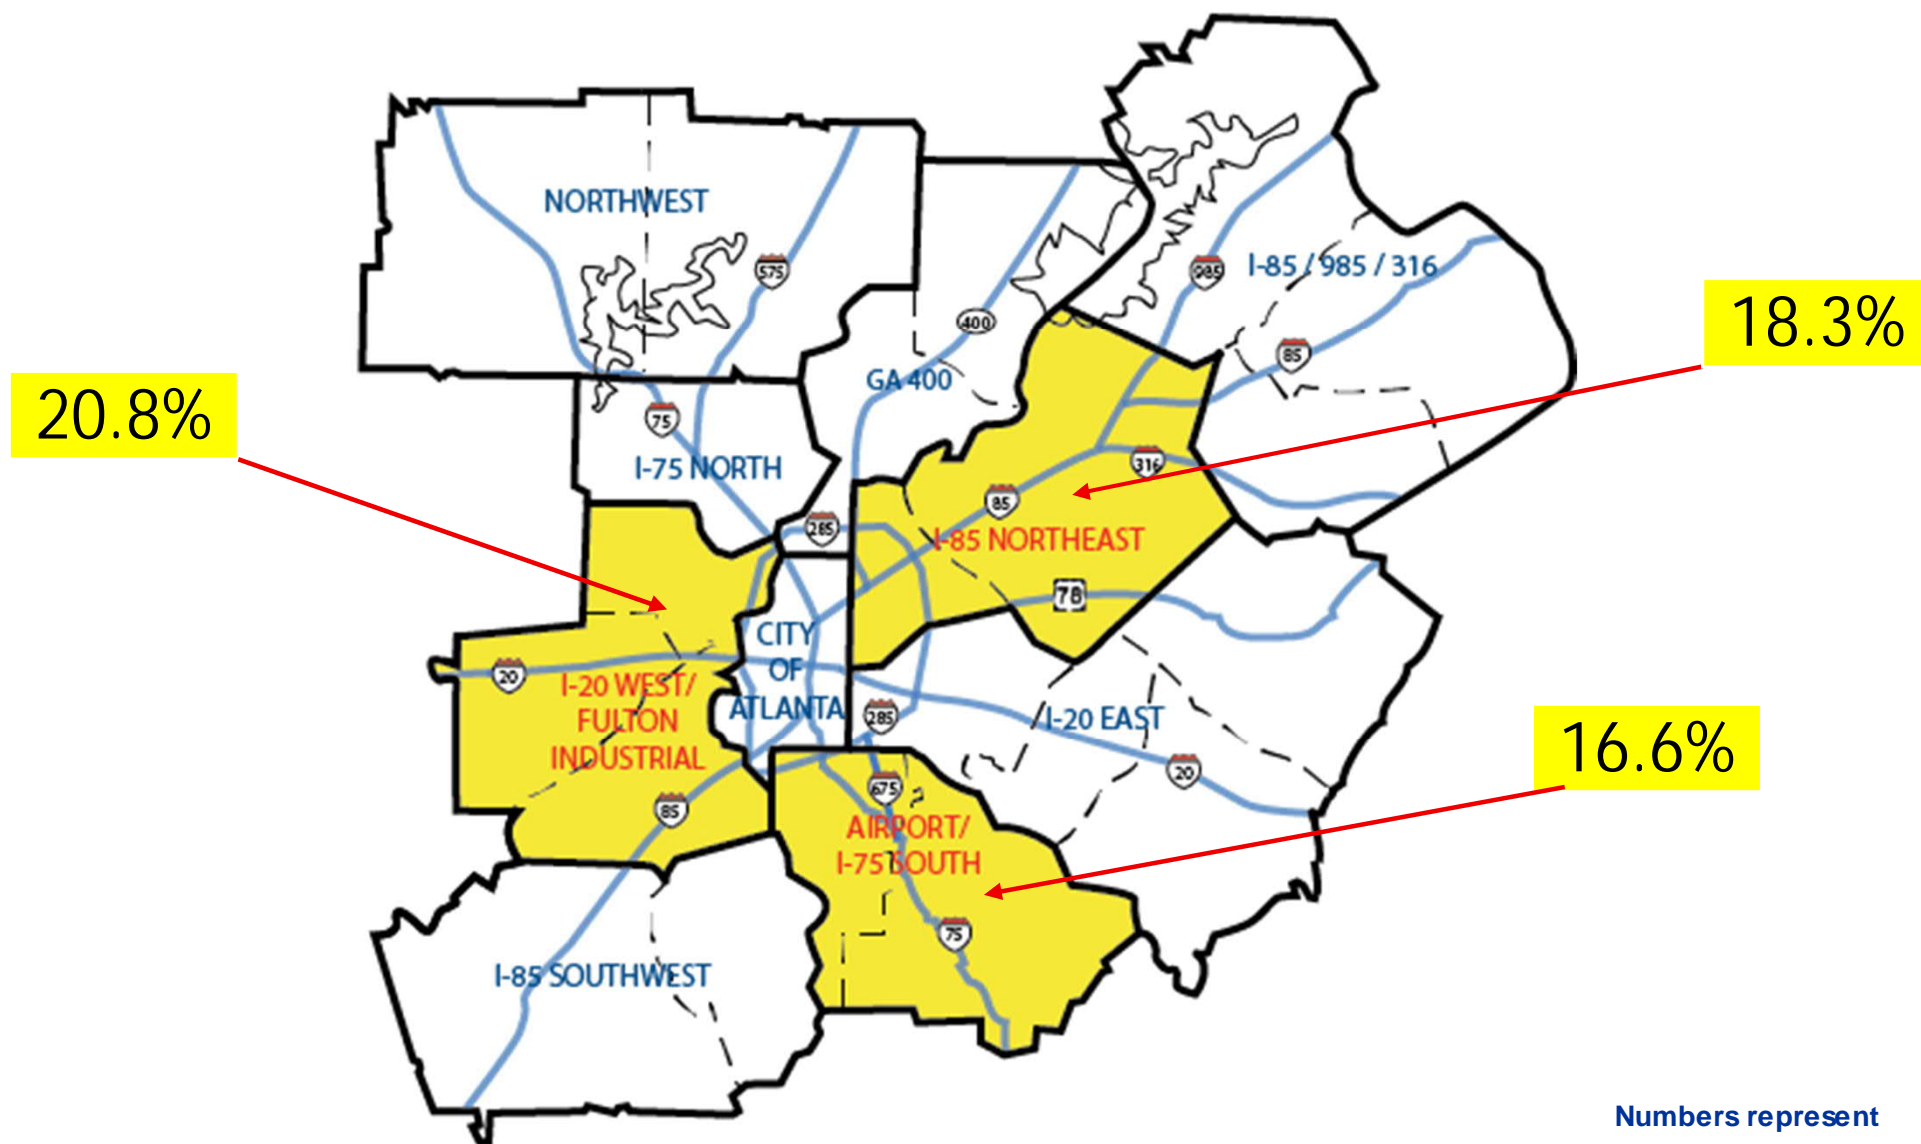 NORTHWEST
575
985
I-85 / 985 / 316
18.3%
400
85
GA 400
20.8%
75
I-75 NORTH
316
85
285
I-85 NORTHEAST
78
CITY
OF
ATLANTA
20
I-20 WEST/
FULTON
INDUSTRIAL
285
I-20 EAST
16.6%
20
675
85
AIRPORT/
I-75 SOUTH
75
I-85 SOUTHWEST
Numbers represent